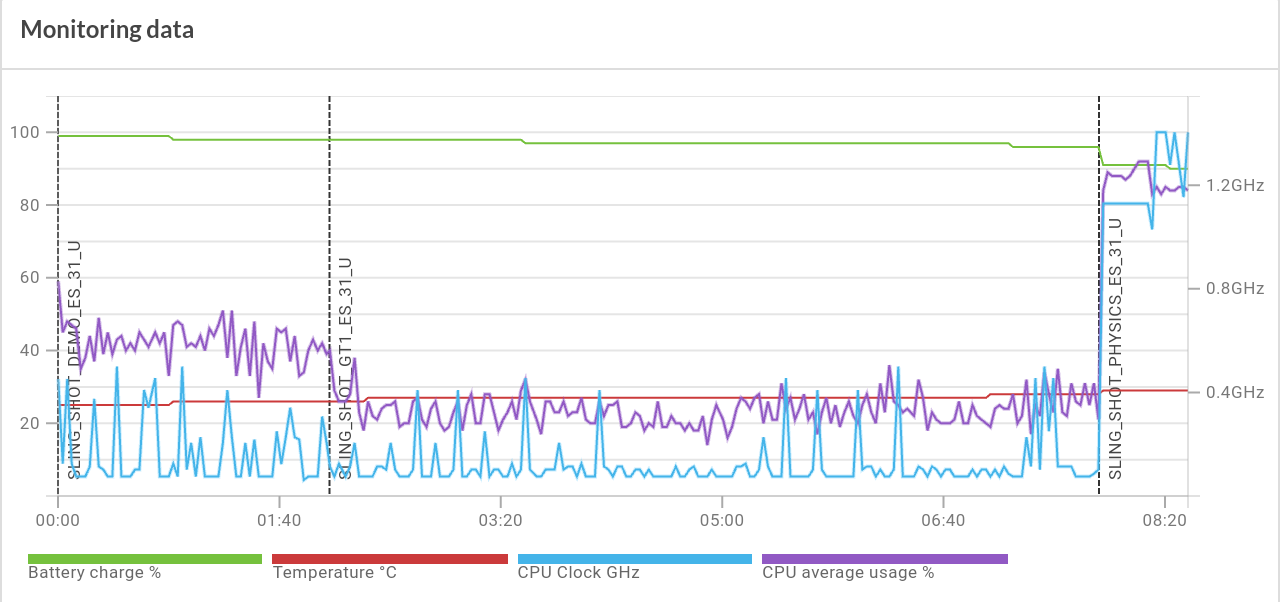 Monitoring data
100
80
60
40
20
1.2GHz
0.8GHz
0.4GHz
SLING_SHOT_DEMO_ES_31_U
SLING_SHOT_GT1_ES_31_U
SLING_SHOT_PHYSICS_ES_31_U
00:00 01:40 03:20 05:00 06:40 08:20
Battery charge % Temperature °C CPU Clock GHz CPU average usage %